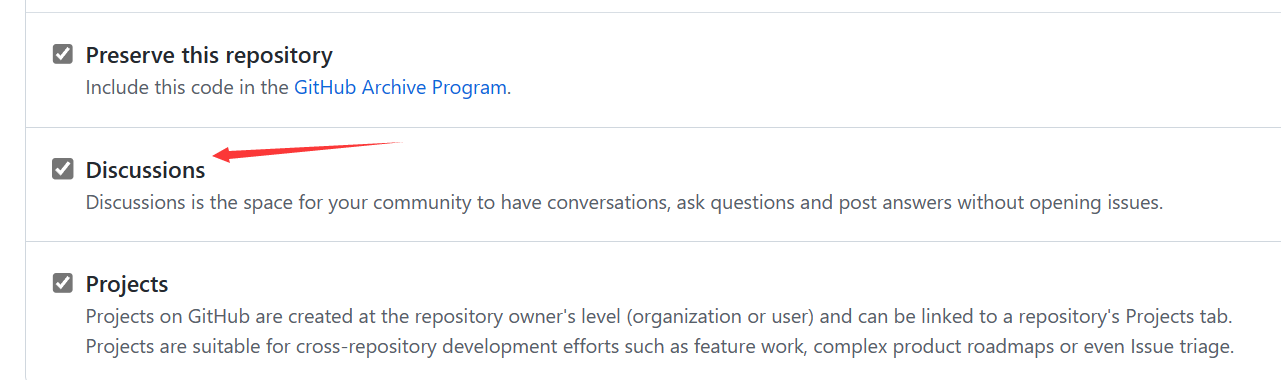 Preserve this repository
Include this code in the GitHub Archive Program.
Discussions
Discussions is the space for your community to have conversations, ask questions and post answers without opening issues.
Projects
Projects on GitHub are created at the repository owner's level (organization or user) and can be linked to a repository's Projects tab.
Projects are suitable for cross-repository development efforts such as feature work, complex product roadmaps or even Issue triage.